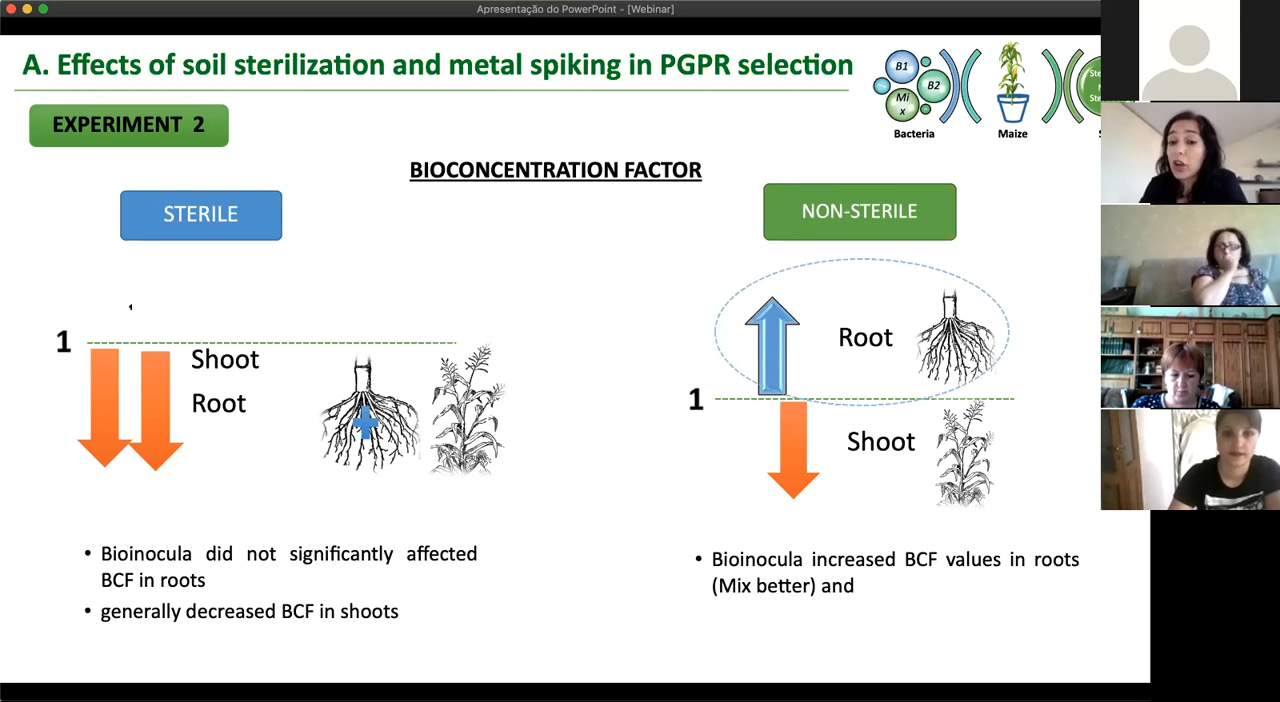 Apresentação do PowerPoint - [Webinar]
A. Effects of soil sterilization and metal spiking in PGPR selection
B1
B2
Mi
x
Bacteria
Maize
EXPERIMENT 2
BIOCONCENTRATION FACTOR
STERILE
NON-STERILE
1
Shoot
Root
Root
1
Shoot
• Bioinocula did not significantly affected
BCF in roots
• generally decreased BCF in shoots
• Bioinocula increased BCF values in roots
(Mix better) and